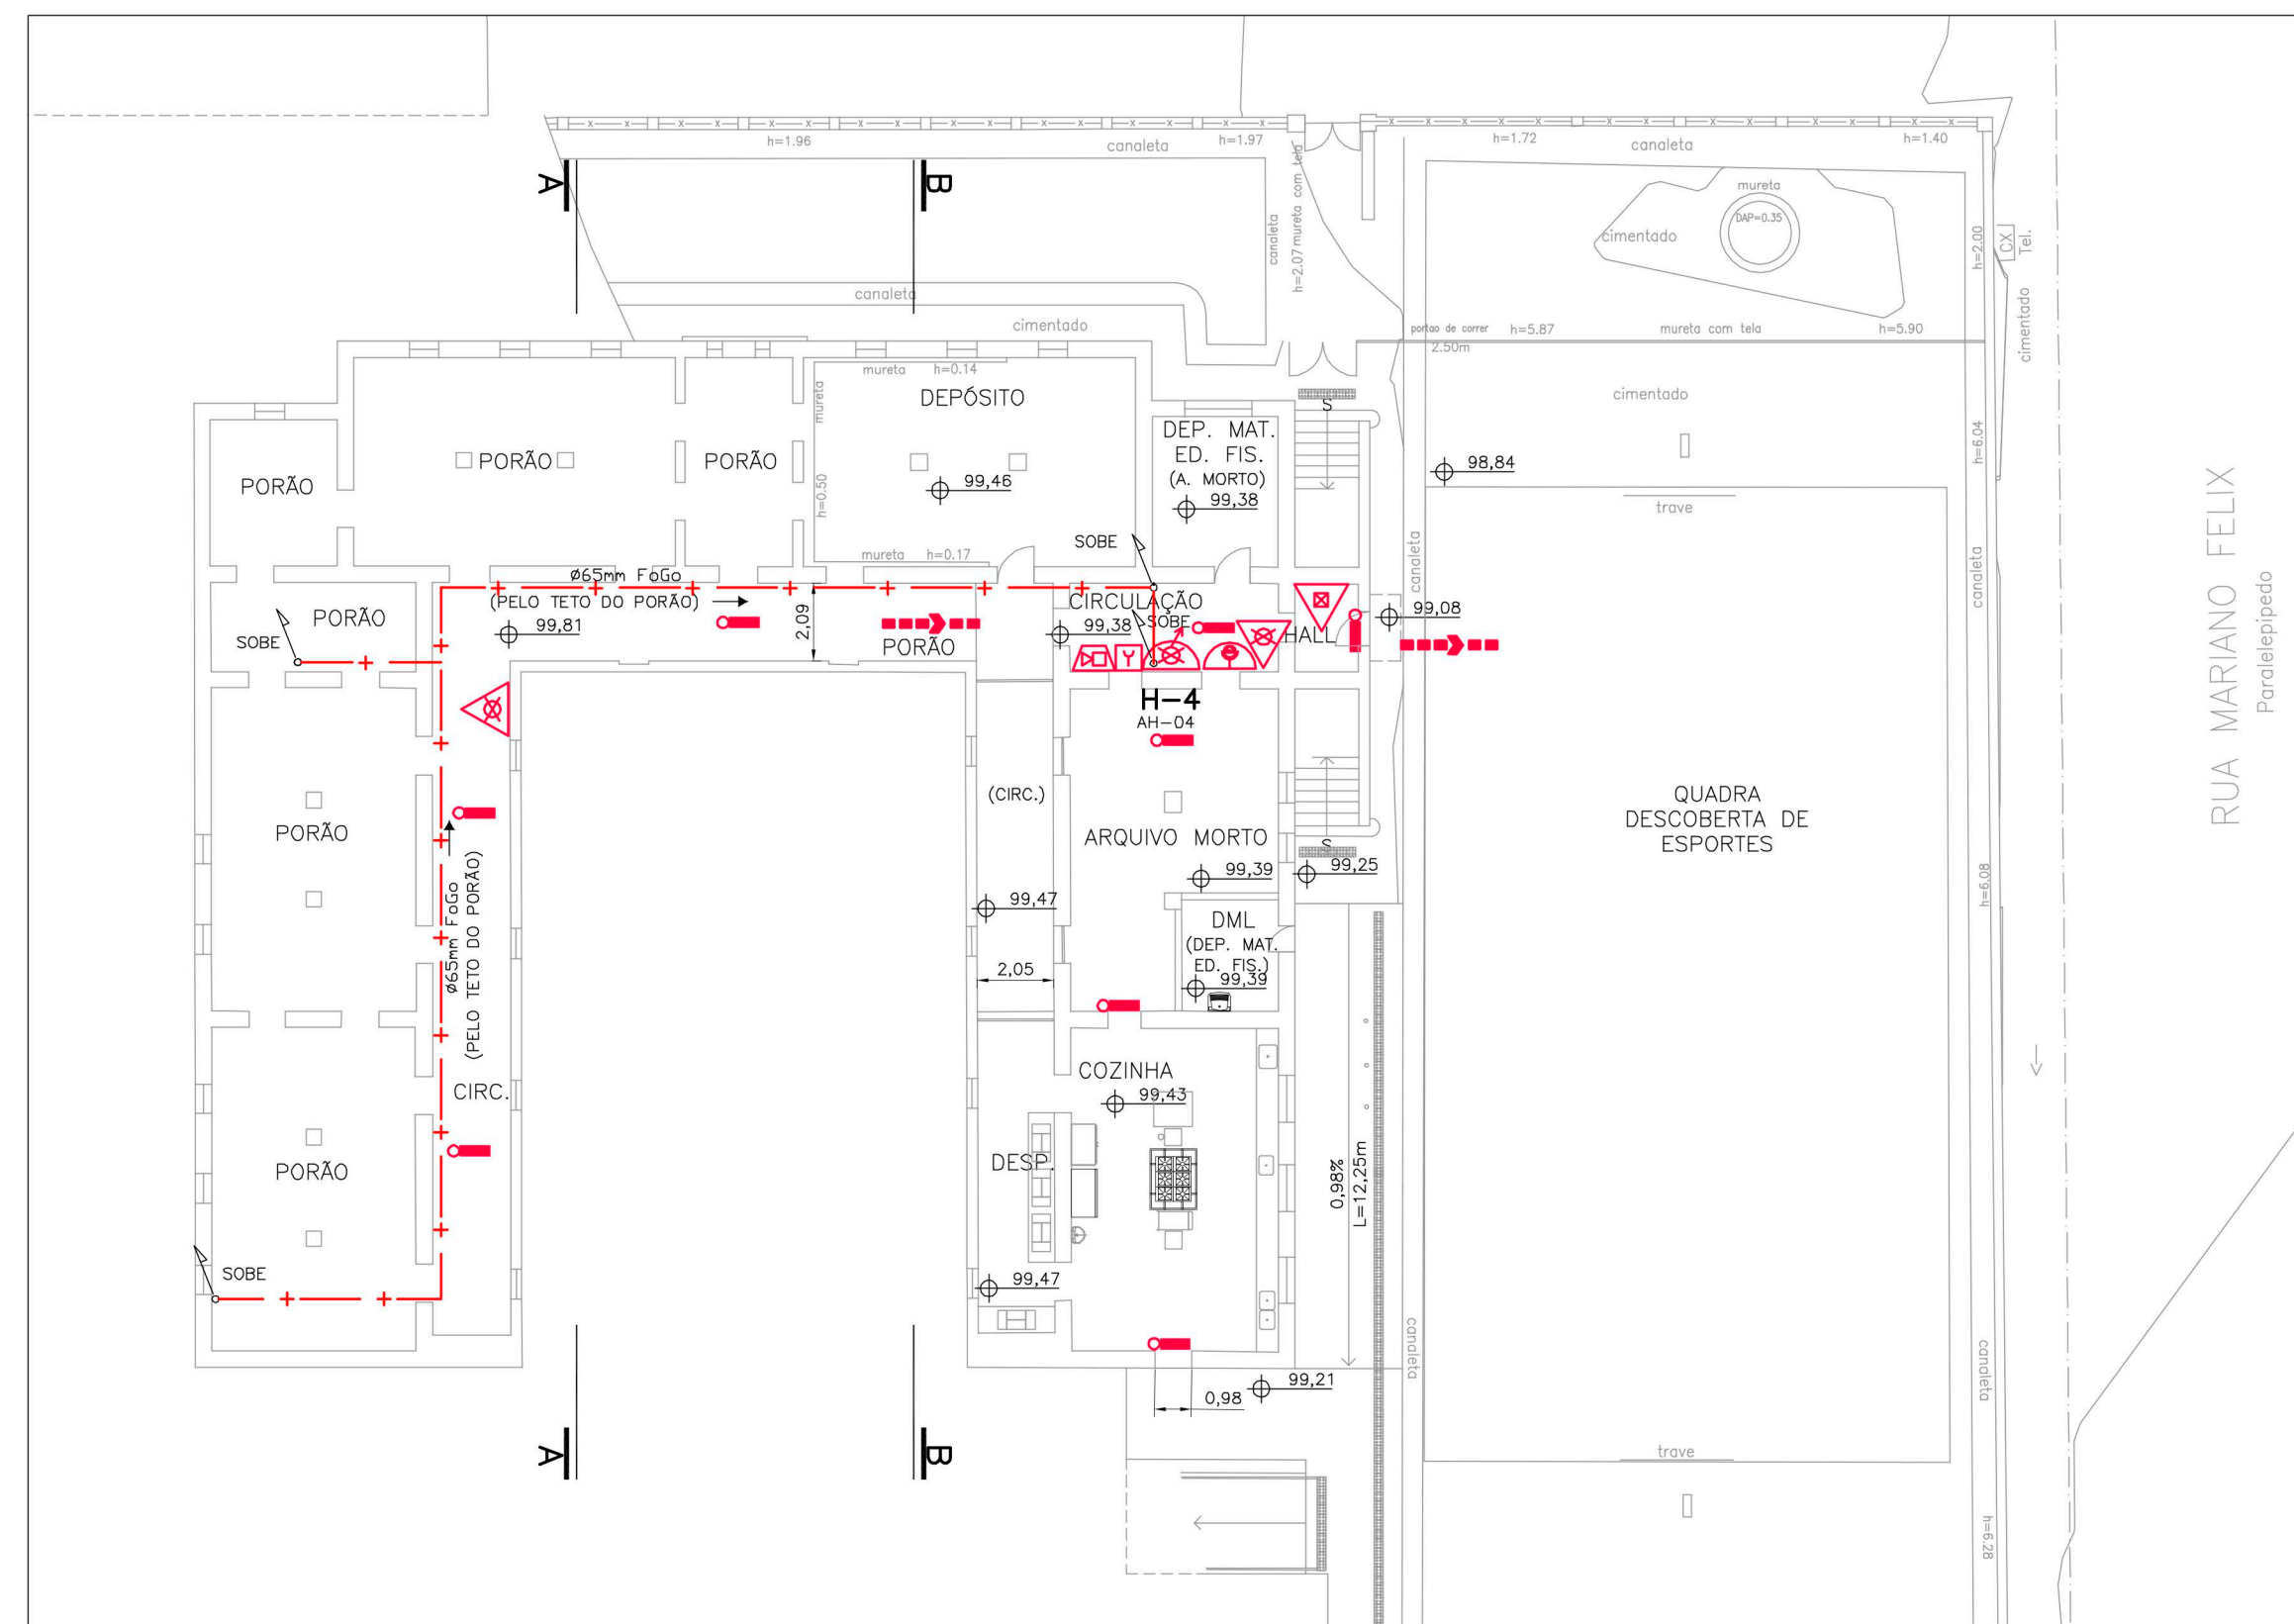 h=1.96
canaleta
h=1.97
h=1.72
canaleta
h=1.40
A
B
canaleta
h=2.07 mureta com tela
mureta
DAP=0.35
cimentado
h=2.00
CX
Tel.
canaleta
cimentado
portao de correr
h=5.87
mureta com tela
h=5.90
2.50m
cimentado
mureta
h=0.14
mureta
h=0.50
DEPÓSITO
S
cimentado
DEP. MAT.
ED. FIS.
(A. MORTO)
99,38
h=6.04
PORÃO
PORÃO
PORÃO
99,46
98,84
trave
RUA MARIANO FELIX
Paralelepipedo
SOBE
mureta
h=0.17
canaleta
canaleta
Ø65mm FoGo
(PELO TETO DO PORÃO)
99,81
PORÃO
SOBE
2,09
PORÃO
CIRCULAÇÃO
SOBE
99,38
HALL
99,08
H-4
AH-04
(CIRC.)
PORÃO
ARQUIVO MORTO
QUADRA
DESCOBERTA DE
ESPORTES
S
99,25
99,39
h=6.08
Ø65mm FoGo
(PELO TETO DO PORÃO)
99,47
DML
(DEP. MAT.
ED. FIS.)
99,39
2,05
CIRC.
COZINHA
99,43
PORÃO
DESP.
0,98%
L=12,25m
SOBE
99,47
canaleta
canaleta
99,21
0,98
A
B
trave
h=6.28